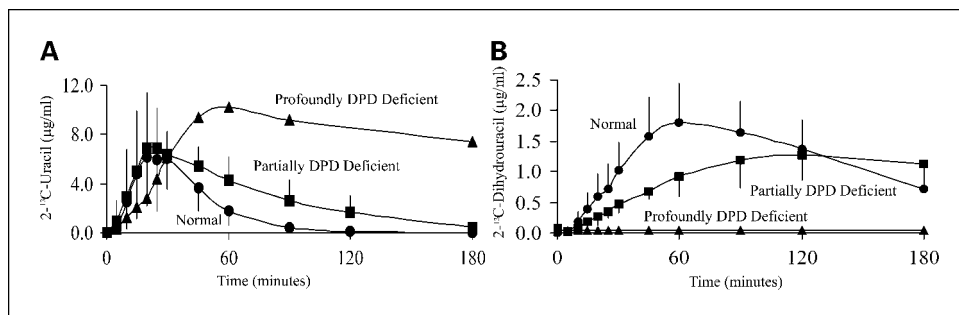 A
2-¹³C-Uracil (µg/ml)
12.0
8.0
4.0
0.0
Profoundly DPD Deficient
Partially DPD Deficient
Normal
0
60
120
180
Time (minutes)
B
2-¹³C-Dihydrouracil (µg/ml)
2.5
2.0
1.5
1.0
0.5
0
Normal
Partially DPD Deficient
Profoundly DPD Deficient
0
60
120
180
Time (minutes)